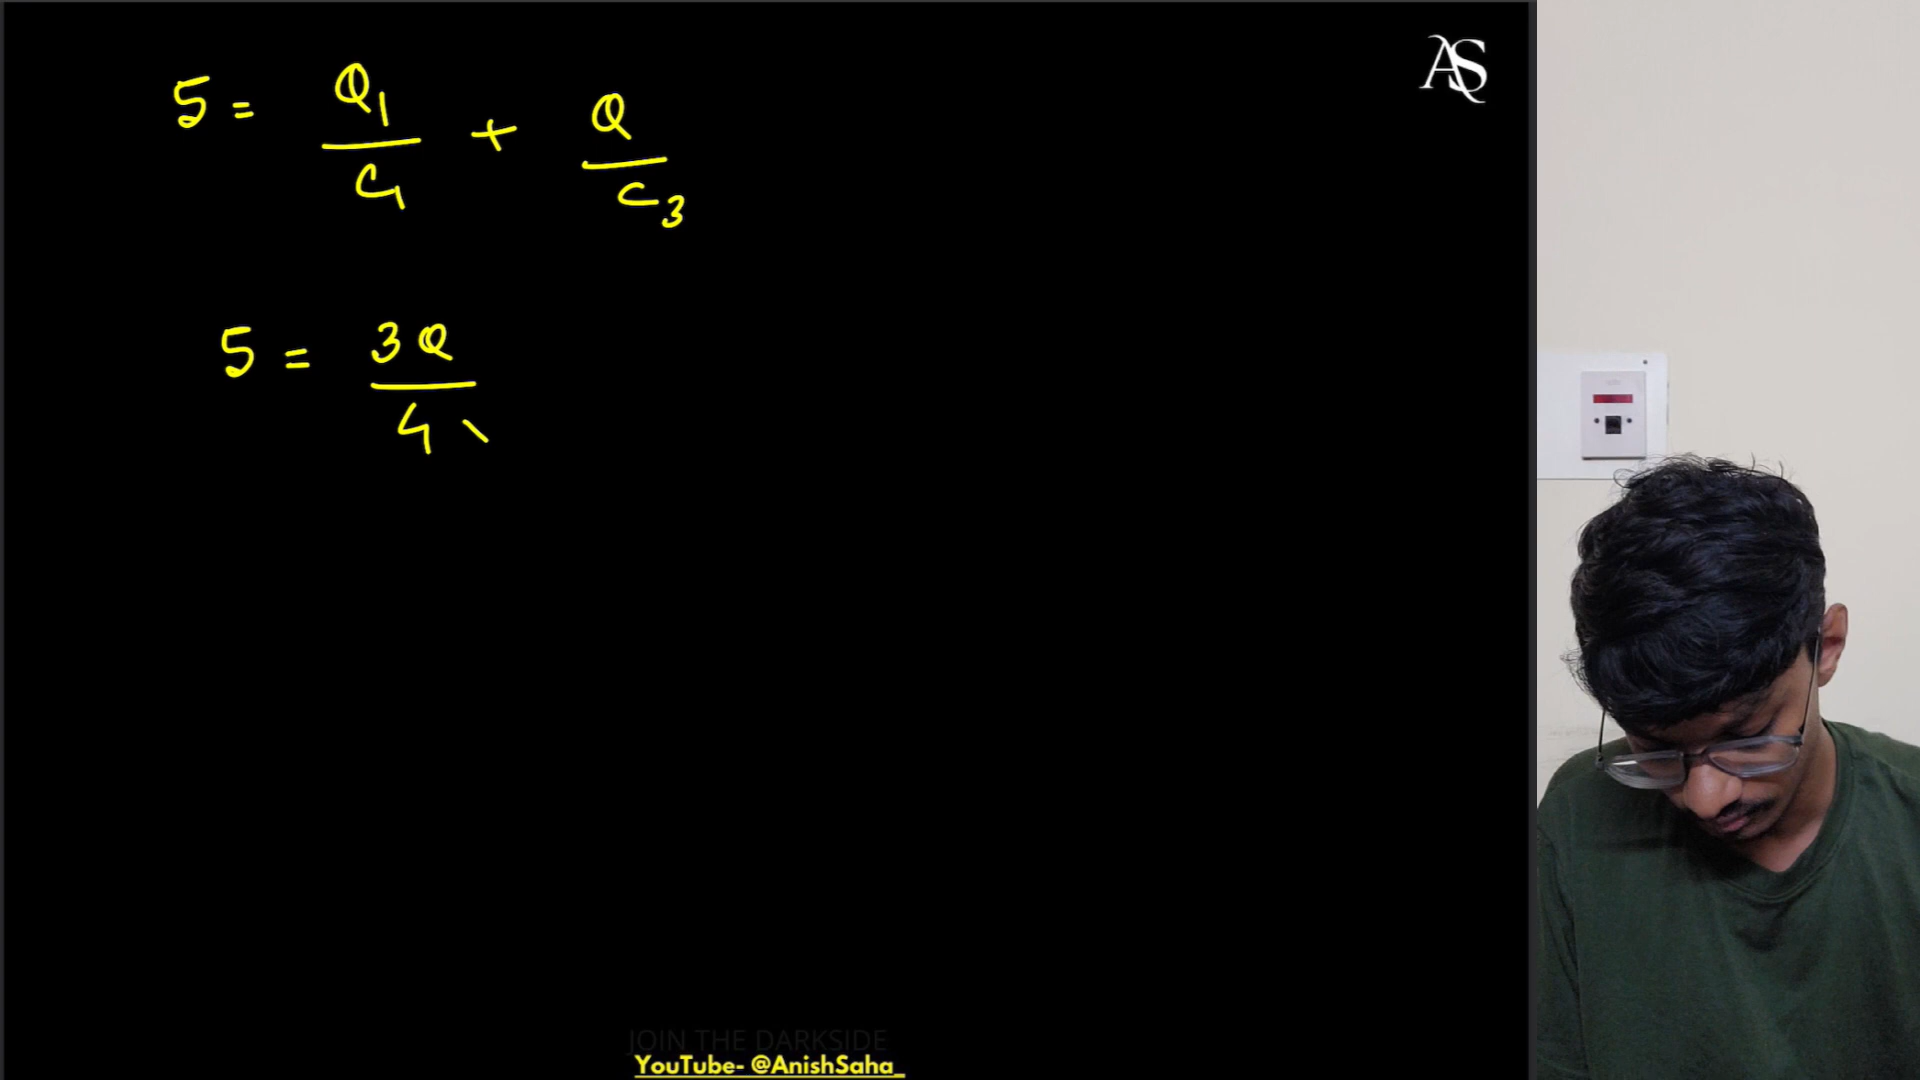 AS
5 = Q₁/C₁ + Q/C₃
5 = 3Q/4
JOIN THE DARKSIDE
YouTube- @AnishSaha_